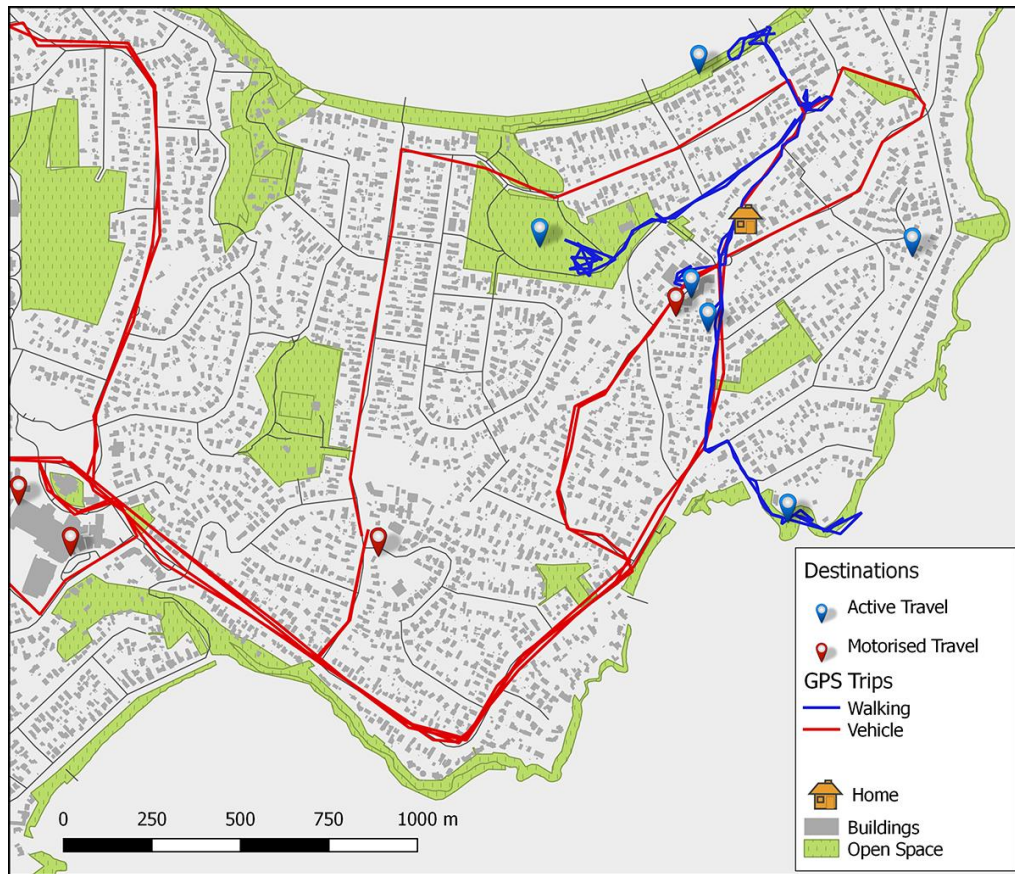 Destinations
Active Travel
Motorised Travel
GPS Trips
Walking
Vehicle
Home
Buildings
Open Space
0 250 500 750 1000 m